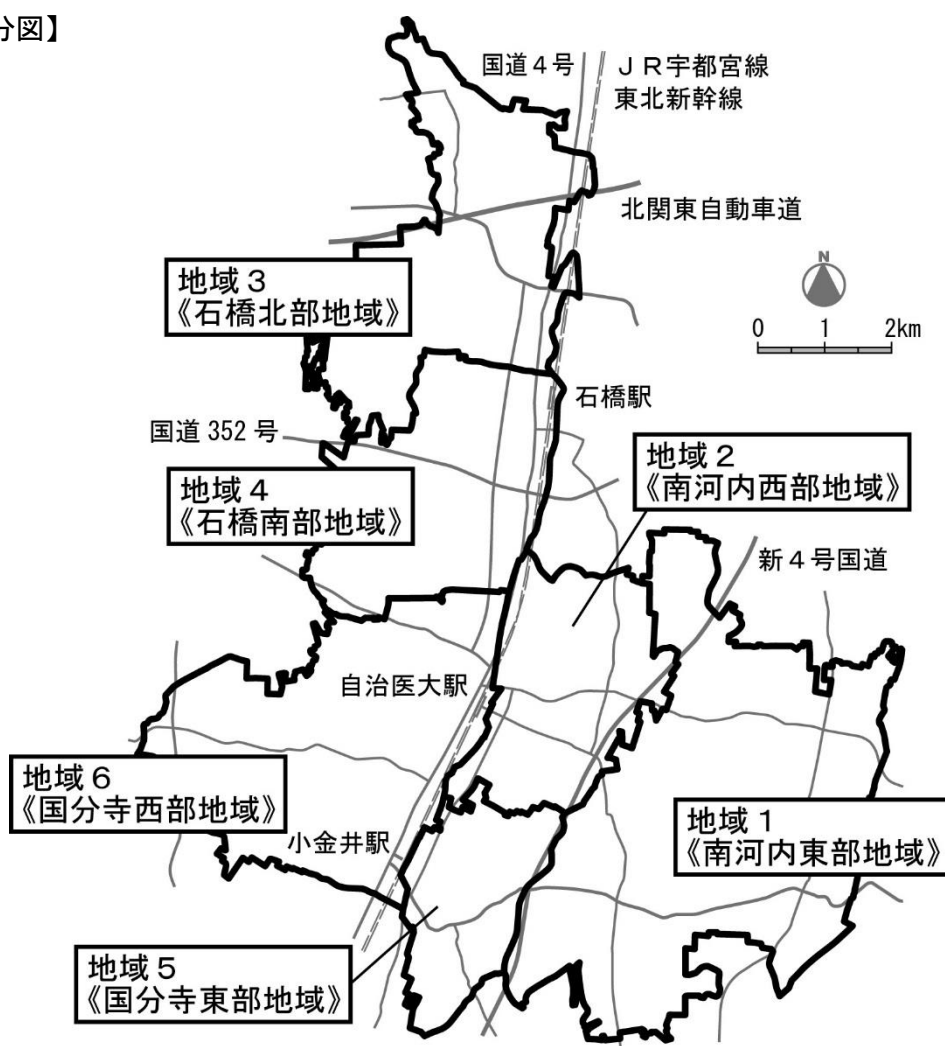 分図】
国道4号
ＪＲ宇都宮線
東北新幹線
北関東自動車道
N
地域３
《石橋北部地域》
0 1 2km
石橋駅
国道352号
地域２
《南河内西部地域》
地域４
《石橋南部地域》
新４号国道
自治医大駅
地域６
《国分寺西部地域》
小金井駅
地域１
《南河内東部地域》
地域５
《国分寺東部地域》